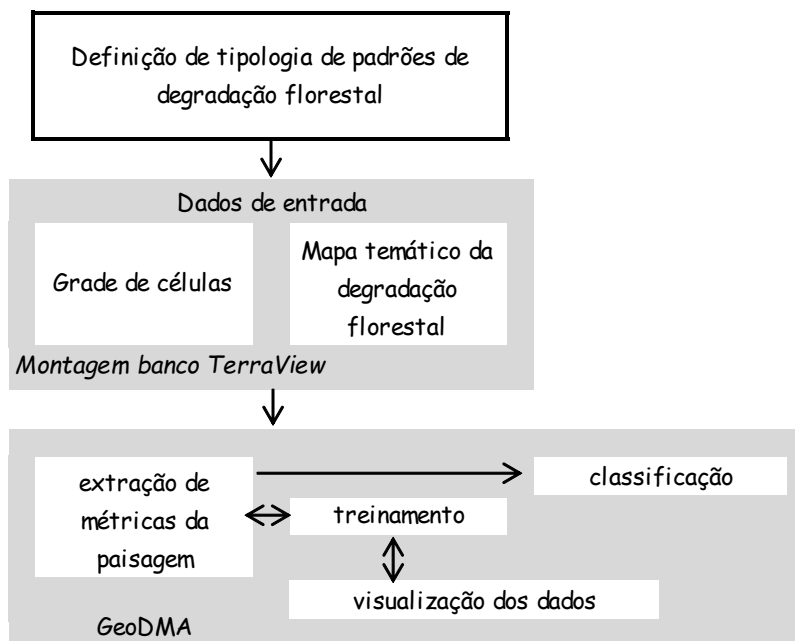 Definição de tipologia de padrões de
degradação florestal
Dados de entrada
Grade de células
Mapa temático da
degradação
florestal
Montagem banco TerraView
extração de
métricas da
paisagem
classificação
treinamento
visualização dos dados
GeoDMA